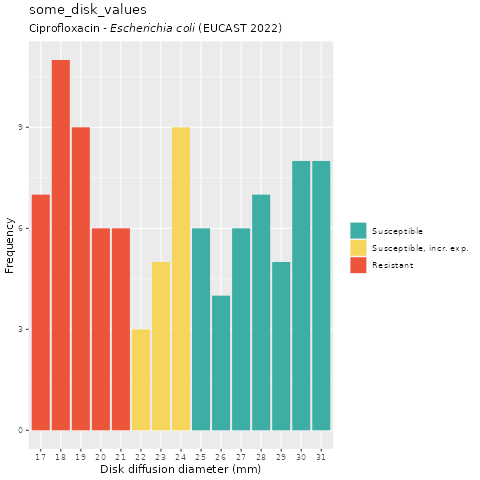 some_disk_values
Ciprofloxacin - Escherichia coli (EUCAST 2022)
Frequency
9
6
3
0
17 18 19 20 21 22 23 24 25 26 27 28 29 30 31
Disk diffusion diameter (mm)
Susceptible
Susceptible, incr. exp.
Resistant